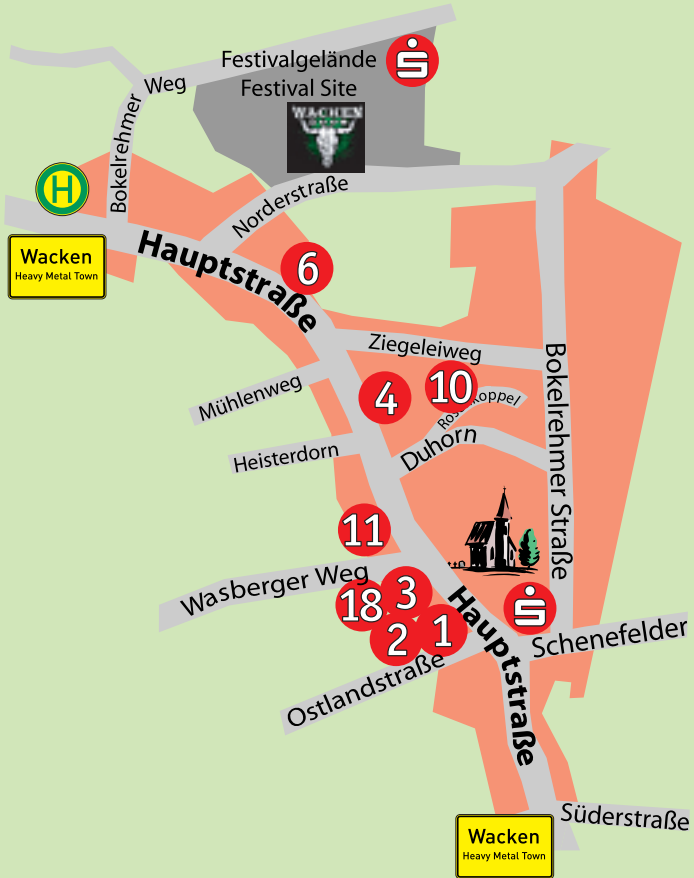 Festivalgelände
Festival Site
WACKEN
Bokelrehmer Weg
H
Norderstraße
Wacken
Heavy Metal Town
Hauptstraße
6
Ziegeleiweg
Mühlenweg
4
10
Bokelrehmer Straße
Heisterdorn
Duhorn
11
Wasberger Weg
18
3
2
1
Hauptstraße
Schenefelder
Ostlandstraße
Süderstraße
Wacken
Heavy Metal Town